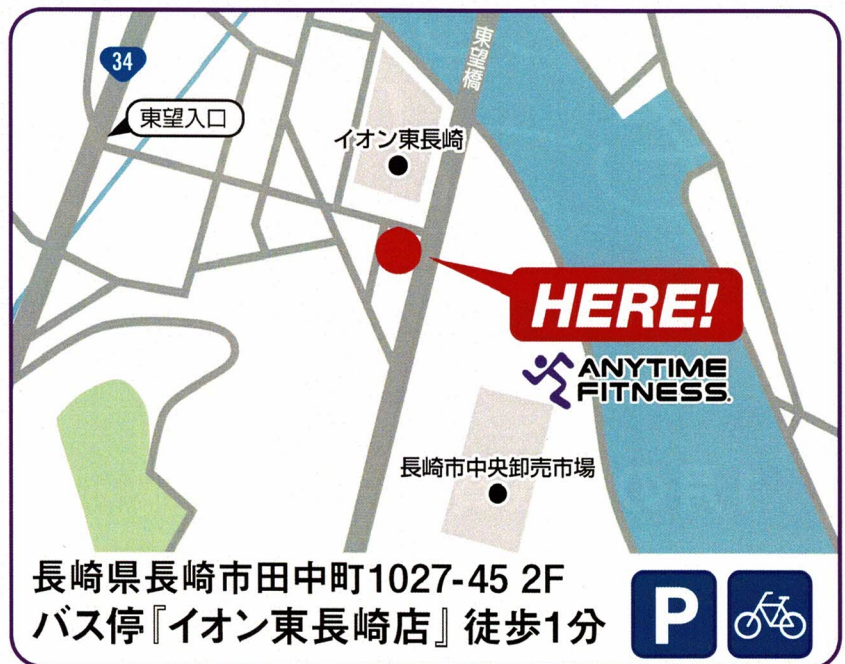 34
東望橋
東望入口
イオン東長崎
HERE!
ANYTIME
FITNESS.
長崎市中央卸売市場
長崎県長崎市田中町1027-45 2F
バス停『イオン東長崎店』徒歩1分
P